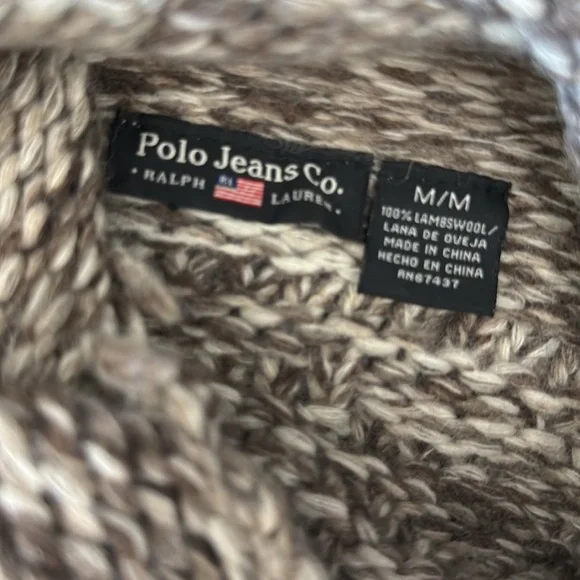 Polo Jeans Co.
• RALPH LAUREN •
M/M
100% LAMBSWOOL/
LANA DE OVEJA
MADE IN CHINA
HECHO EN CHINA
RN67437